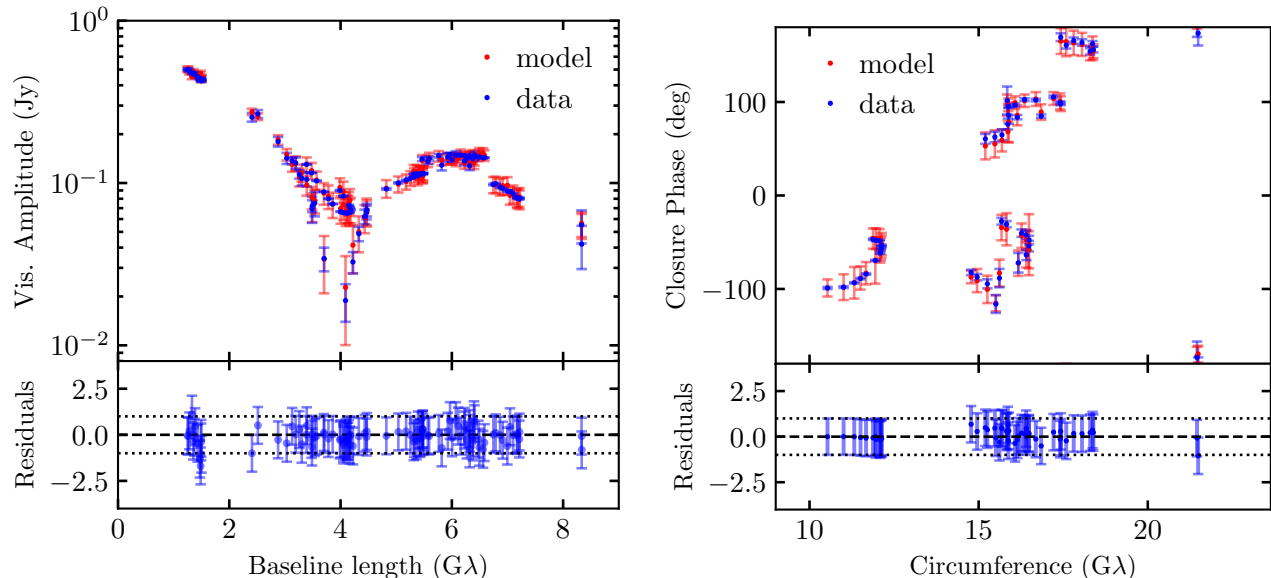 10⁰
10⁻¹
10⁻²
Vis. Amplitude (Jy)
model
data
2.5
0.0
−2.5
Residuals
0
2
4
6
8
Baseline length (Gλ)
100
0
−100
Closure Phase (deg)
model
data
2.5
0.0
−2.5
Residuals
10
15
20
Circumference (Gλ)